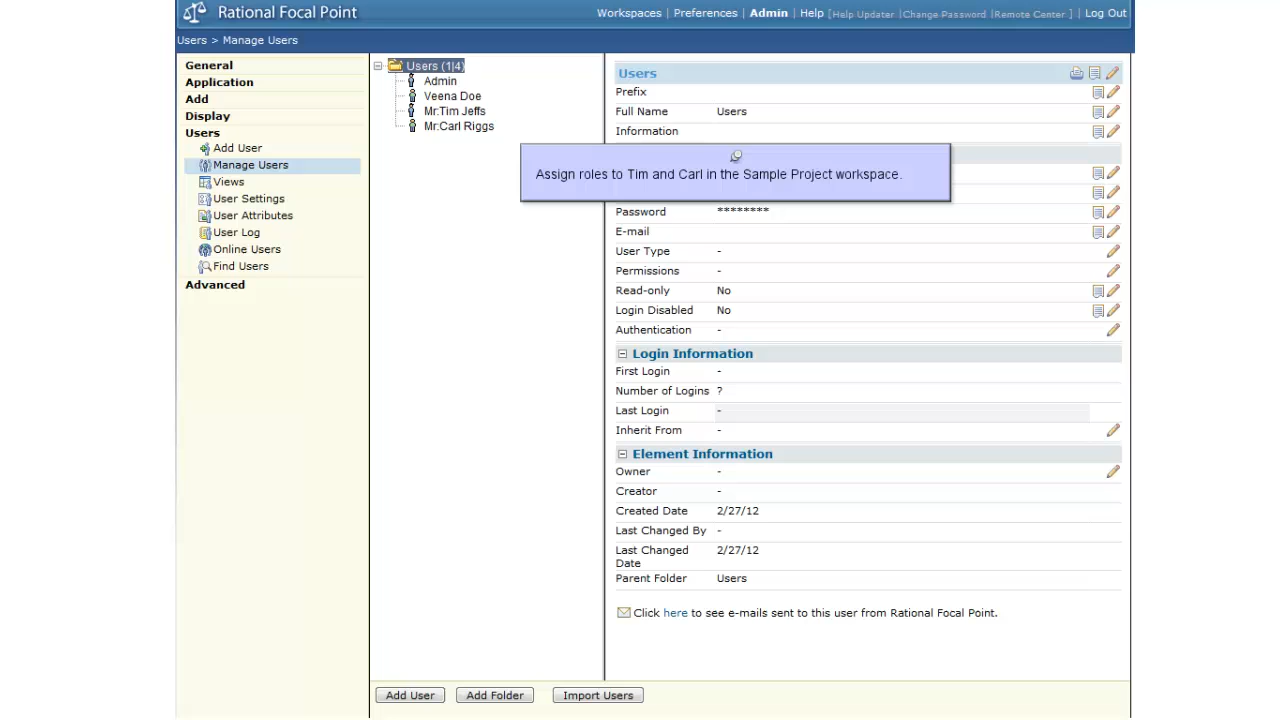 Rational Focal Point
Workspaces | Preferences | Admin | Help [Help Updater |Change Password |Remote Center ] | Log Out
Users > Manage Users
General
Application
Add
Display
Users
Add User
Manage Users
Views
User Settings
User Attributes
User Log
Online Users
Find Users
Advanced
Users (1|4)
Admin
Veena Doe
Mr:Tim Jeffs
Mr:Carl Riggs
Users
Prefix
Full Name Users
Information
Assign roles to Tim and Carl in the Sample Project workspace.
Password ********
E-mail
User Type -
Permissions -
Read-only No
Login Disabled No
Authentication -
Login Information
First Login -
Number of Logins ?
Last Login -
Inherit From -
Element Information
Owner -
Creator -
Created Date 2/27/12
Last Changed By -
Last Changed 2/27/12
Date
Parent Folder Users
Click here to see e-mails sent to this user from Rational Focal Point.
Add User Add Folder Import Users